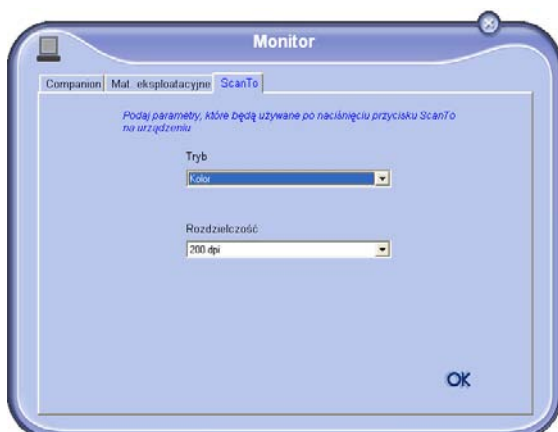 Monitor
Companion Mat. eksploatacyjne ScanTo
Podaj parametry, które będą używane po naciśnięciu przycisku ScanTo
na urządzeniu
Tryb
Kolor
Rozdzielczość
200 dpi
OK